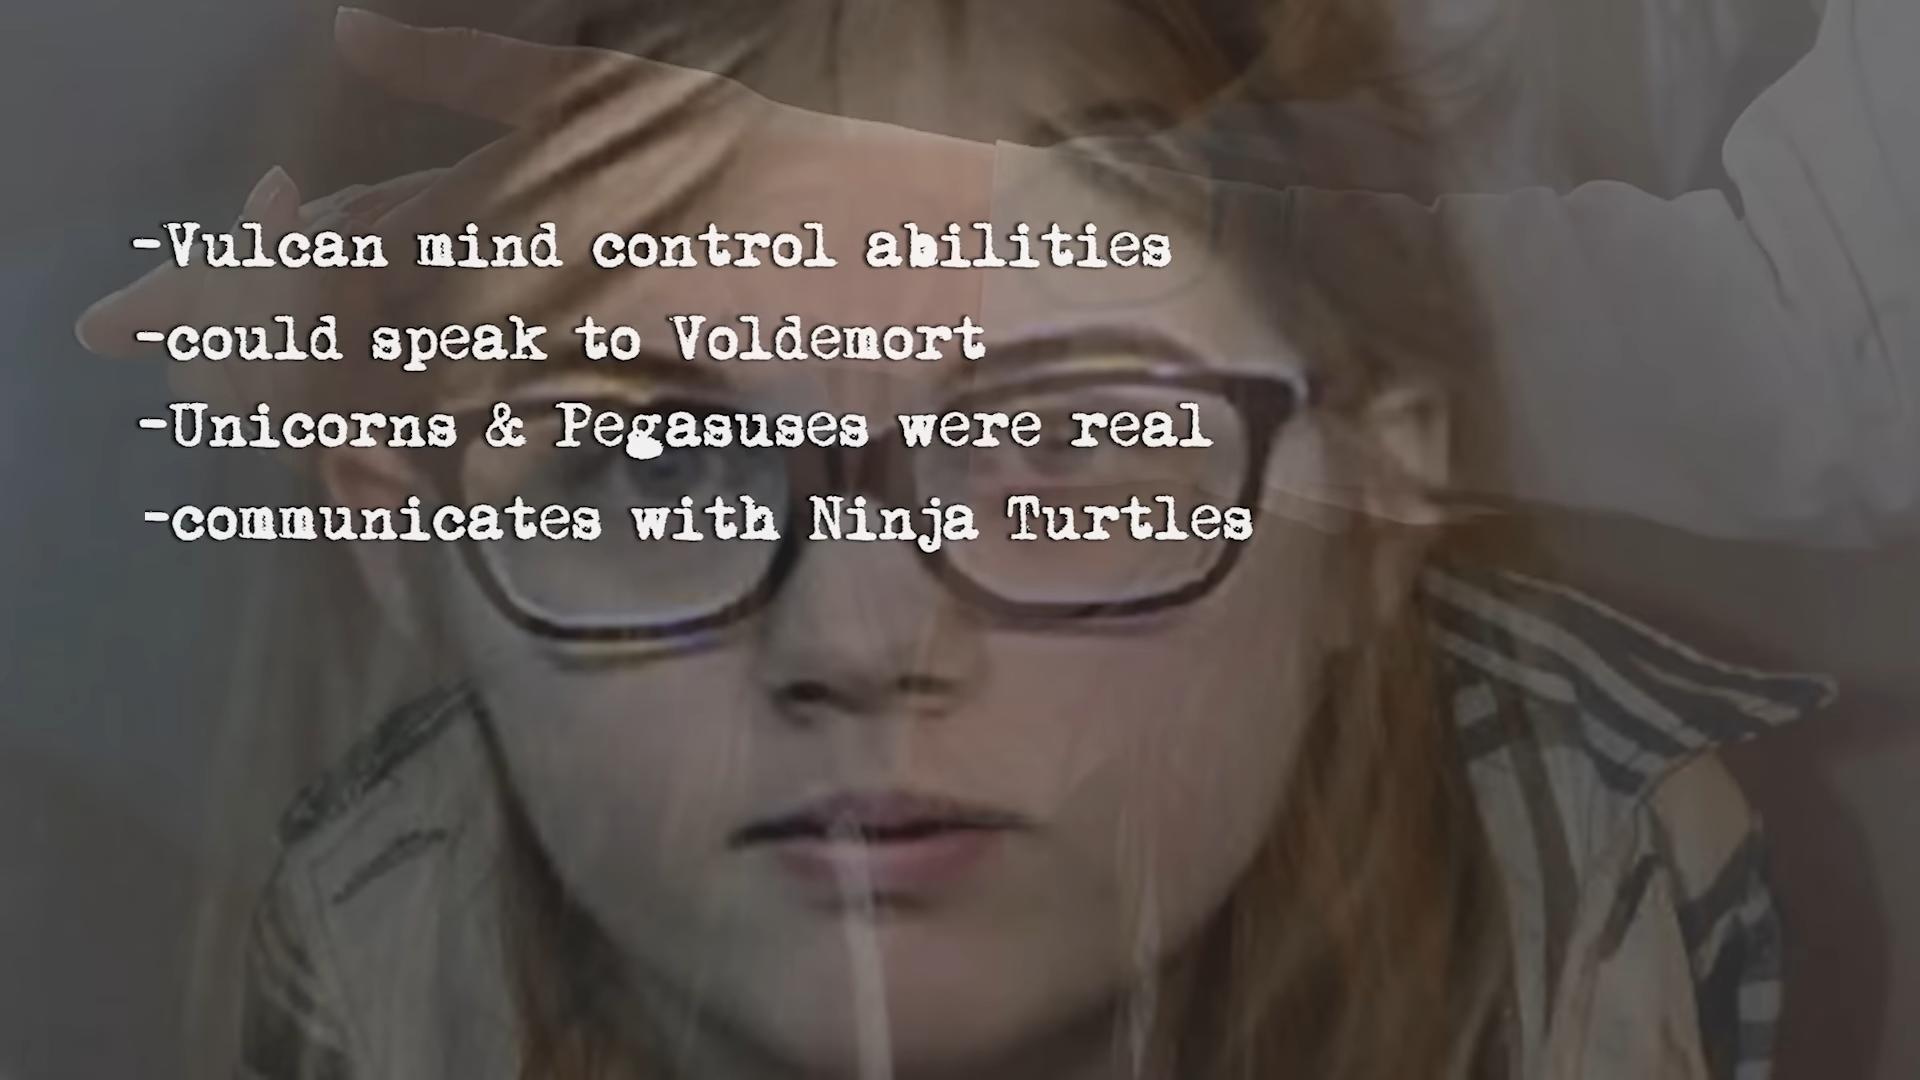 -Vulcan mind control abilities
-could speak to Voldemort
-Unicorns & Pegasuses were real
-communicates with Ninja Turtles